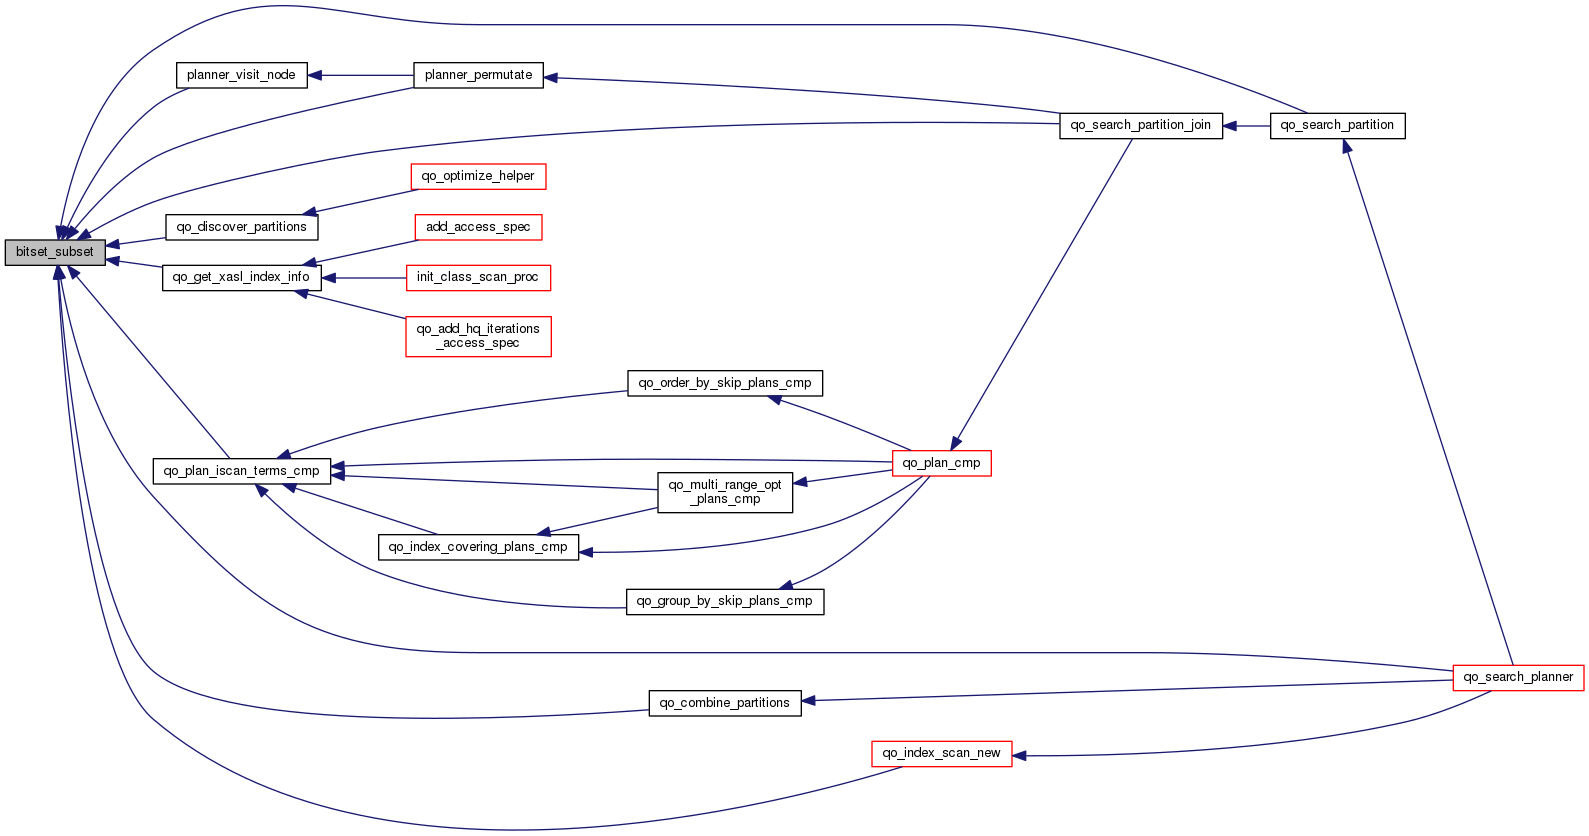 planner_visit_node
planner_permutate
qo_search_partition_join
qo_search_partition
qo_optimize_helper
qo_discover_partitions
add_access_spec
bitset_subset
qo_get_xasl_index_info
init_class_scan_proc
qo_add_hq_iterations
_access_spec
qo_order_by_skip_plans_cmp
qo_plan_iscan_terms_cmp
qo_plan_cmp
qo_multi_range_opt
_plans_cmp
qo_index_covering_plans_cmp
qo_group_by_skip_plans_cmp
qo_search_planner
qo_combine_partitions
qo_index_scan_new